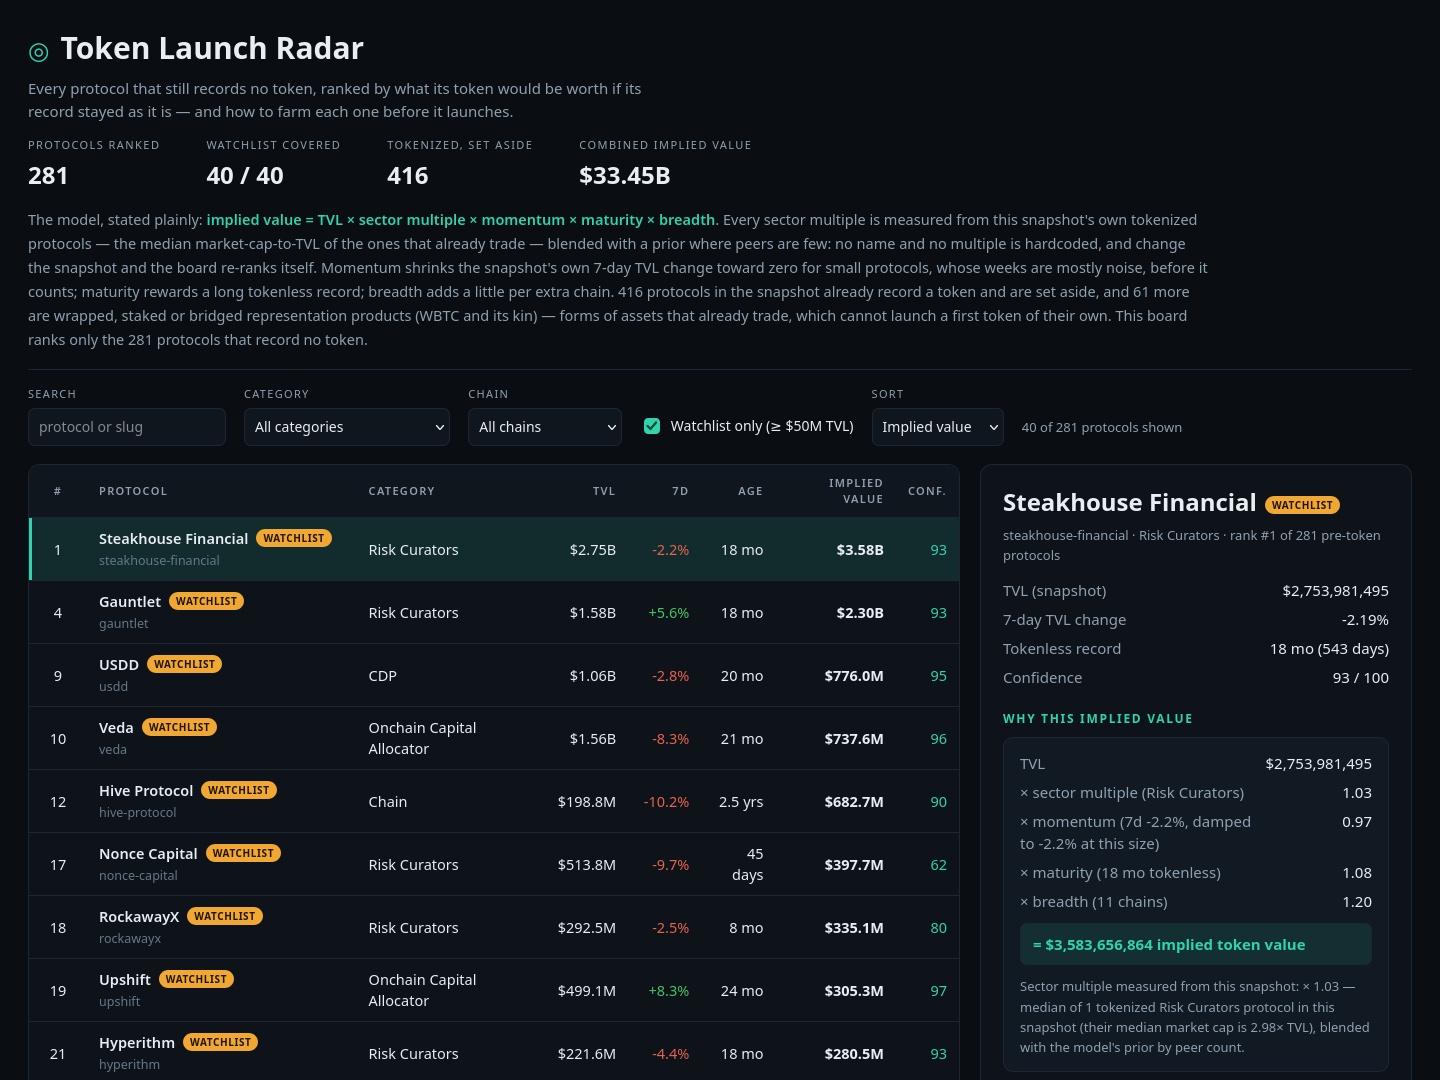 ◎ Token Launch Radar
Every protocol that still records no token, ranked by what its token would be worth if its
record stayed as it is — and how to farm each one before it launches.
PROTOCOLS RANKED WATCHLIST COVERED TOKENIZED, SET ASIDE COMBINED IMPLIED VALUE
281 40 / 40 416 $33.45B
The model, stated plainly: implied value = TVL × sector multiple × momentum × maturity × breadth. Every sector multiple is measured from this snapshot's own tokenized
protocols — the median market-cap-to-TVL of the ones that already trade — blended with a prior where peers are few: no name and no multiple is hardcoded, and change
the snapshot and the board re-ranks itself. Momentum shrinks the snapshot's own 7-day TVL change toward zero for small protocols, whose weeks are mostly noise, before it
counts; maturity rewards a long tokenless record; breadth adds a little per extra chain. 416 protocols in the snapshot already record a token and are set aside, and 61 more
are wrapped, staked or bridged representation products (WBTC and its kin) — forms of assets that already trade, which cannot launch a first token of their own. This board
ranks only the 281 protocols that record no token.
SEARCH CATEGORY CHAIN SORT
protocol or slug All categories All chains Watchlist only (≥ $50M TVL) Implied value 40 of 281 protocols shown
# PROTOCOL CATEGORY TVL 7D AGE IMPLIED VALUE CONF.
1 Steakhouse Financial WATCHLIST Risk Curators $2.75B -2.2% 18 mo $3.58B 93
steakhouse-financial
4 Gauntlet WATCHLIST Risk Curators $1.58B +5.6% 18 mo $2.30B 93
gauntlet
9 USDD WATCHLIST CDP $1.06B -2.8% 20 mo $776.0M 95
usdd
10 Veda WATCHLIST Onchain Capital Allocator $1.56B -8.3% 21 mo $737.6M 96
veda
12 Hive Protocol WATCHLIST Chain $198.8M -10.2% 2.5 yrs $682.7M 90
hive-protocol
17 Nonce Capital WATCHLIST Risk Curators $513.8M -9.7% 45 days $397.7M 62
nonce-capital
18 RockawayX WATCHLIST Risk Curators $292.5M -2.5% 8 mo $335.1M 80
rockawayx
19 Upshift WATCHLIST Onchain Capital Allocator $499.1M +8.3% 24 mo $305.3M 97
upshift
21 Hyperithm WATCHLIST Risk Curators $221.6M -4.4% 18 mo $280.5M 93
hyperithm
Steakhouse Financial WATCHLIST
steakhouse-financial · Risk Curators · rank #1 of 281 pre-token
protocols
TVL (snapshot) $2,753,981,495
7-day TVL change -2.19%
Tokenless record 18 mo (543 days)
Confidence 93 / 100
WHY THIS IMPLIED VALUE
TVL $2,753,981,495
× sector multiple (Risk Curators) 1.03
× momentum (7d -2.2%, damped 0.97
to -2.2% at this size)
× maturity (18 mo tokenless) 1.08
× breadth (11 chains) 1.20
= $3,583,656,864 implied token value
Sector multiple measured from this snapshot: × 1.03 —
median of 1 tokenized Risk Curators protocol in this
snapshot (their median market cap is 2.98× TVL), blended
with the model's prior by peer count.